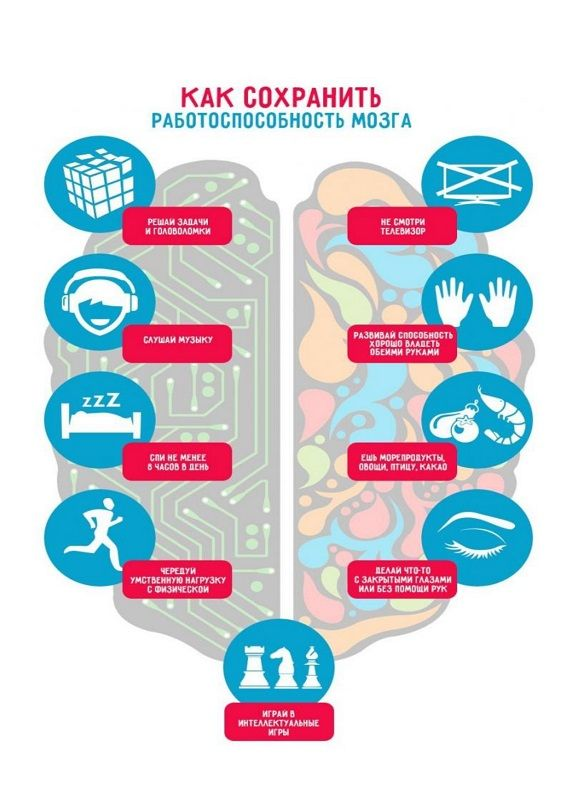 КАК СОХРАНИТЬ
РАБОТОСПОСОБНОСТЬ МОЗГА
РЕШАЙ ЗАДАЧИ
И ГОЛОВОЛОМКИ
НЕ СМОТРИ
ТЕЛЕВИЗОР
СЛУШАЙ МУЗЫКУ
РАЗВИВАЙ СПОСОБНОСТЬ
ХОРОШО ВЛАДЕТЬ
ОБЕИМИ РУКАМИ
zzZ
СПИ НЕ МЕНЕЕ
8 ЧАСОВ В ДЕНЬ
ЕШЬ МОРЕПРОДУКТЫ,
ОВОЩИ, ПТИЦУ, КАКАО
ЧЕРЕДУЙ
УМСТВЕННУЮ НАГРУЗКУ
С ФИЗИЧЕСКОЙ
ДЕЛАЙ ЧТО-ТО
С ЗАКРЫТЫМИ ГЛАЗАМИ
ИЛИ БЕЗ ПОМОЩИ РУК
ИГРАЙ В
ИНТЕЛЛЕКТУАЛЬНЫЕ
ИГРЫ